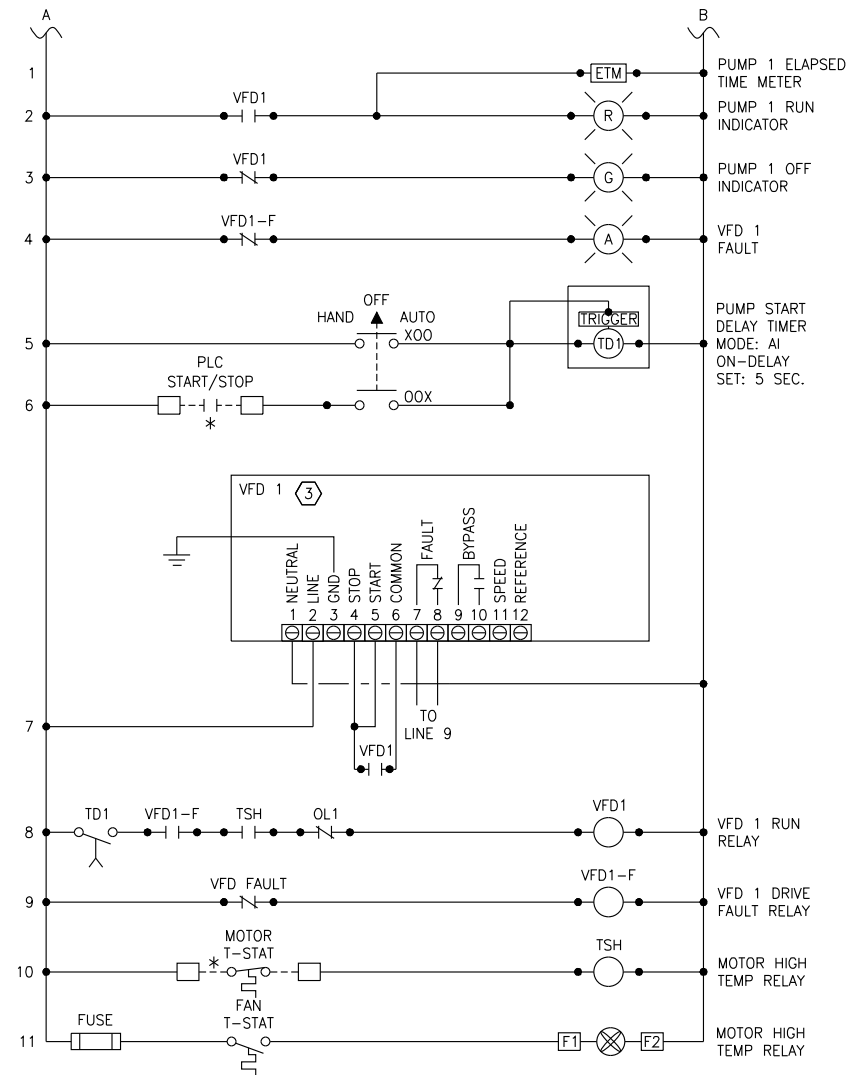 A
B
1
ETM
PUMP 1 ELAPSED
TIME METER
2
VFD1
R
PUMP 1 RUN
INDICATOR
3
VFD1
G
PUMP 1 OFF
INDICATOR
4
VFD1-F
A
VFD 1
FAULT
OFF
HAND
AUTO
XOO
5
TRIGGER
TD1
PUMP START
DELAY TIMER
MODE: AI
ON-DELAY
SET: 5 SEC.
PLC
START/STOP
6
*
OOX
VFD 1
3
NEUTRAL
LINE
GND
STOP
START
COMMON
FAULT
BYPASS
SPEED
REFERENCE
1 2 3 4 5 6 7 8 9 10 11 12
TO
LINE 9
7
VFD1
8
TD1
VFD1-F
TSH
OL1
VFD1
VFD 1 RUN
RELAY
9
VFD FAULT
VFD1-F
VFD 1 DRIVE
FAULT RELAY
10
*
MOTOR
T-STAT
TSH
MOTOR HIGH
TEMP RELAY
11
FUSE
FAN
T-STAT
F1
F2
MOTOR HIGH
TEMP RELAY